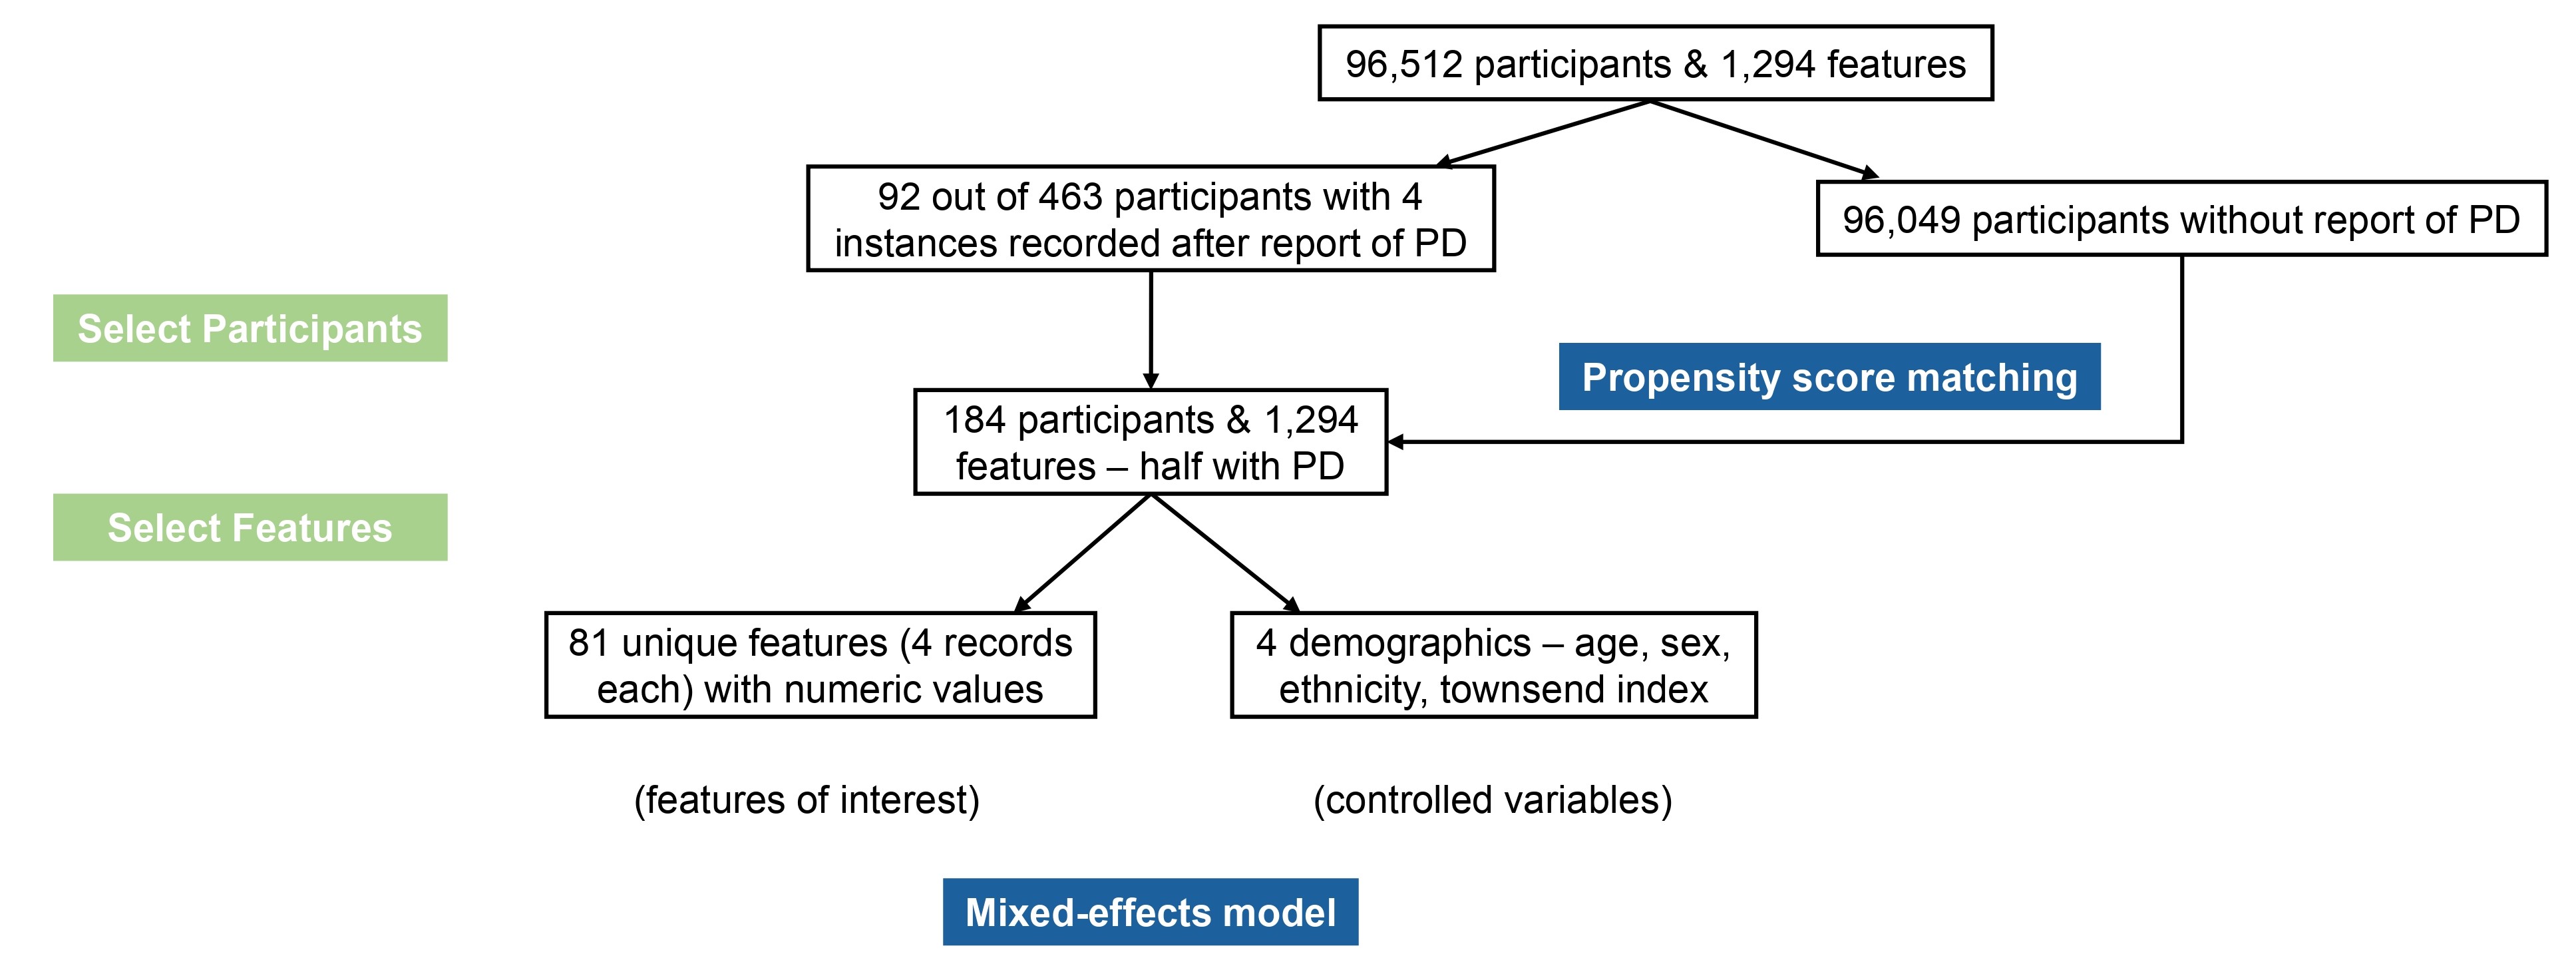 96,512 participants & 1,294 features
92 out of 463 participants with 4
instances recorded after report of PD
96,049 participants without report of PD
Select Participants
Propensity score matching
184 participants & 1,294
features – half with PD
Select Features
81 unique features (4 records
each) with numeric values
4 demographics – age, sex,
ethnicity, townsend index
(features of interest)
(controlled variables)
Mixed-effects model